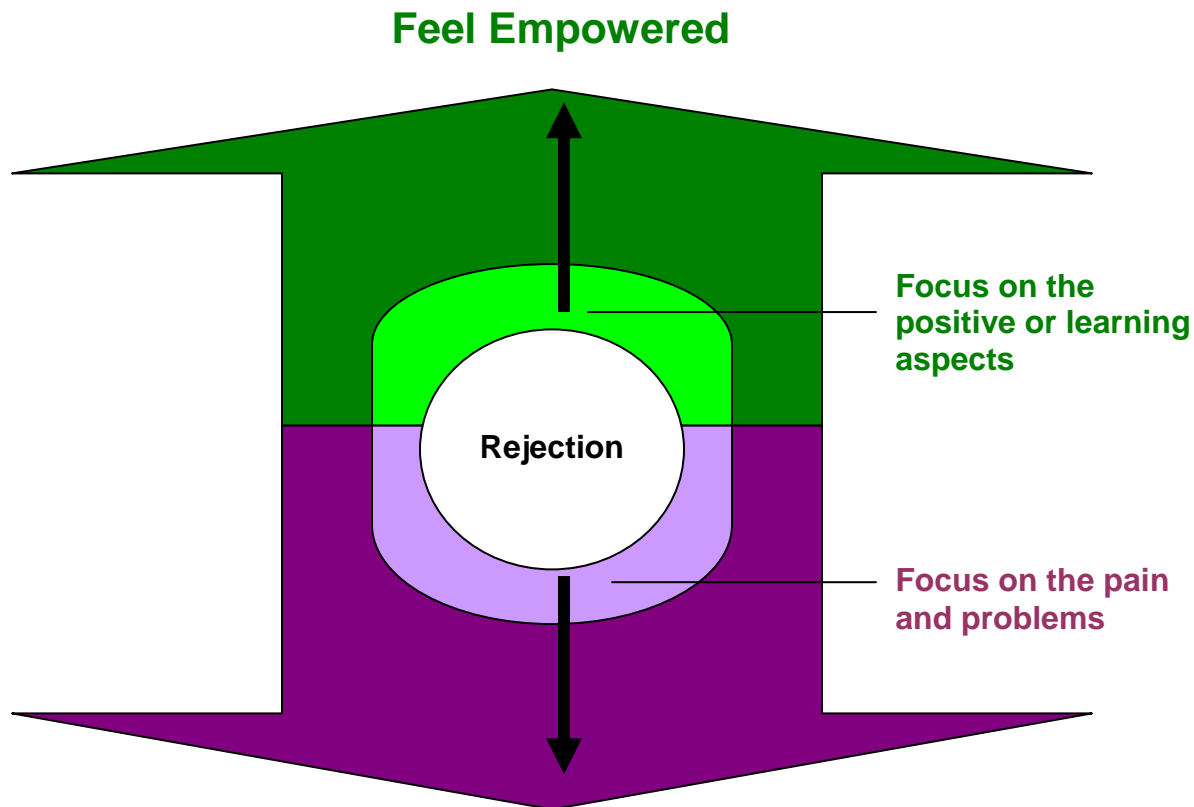 Feel Empowered
Focus on the
positive or learning
aspects
Rejection
Focus on the pain
and problems